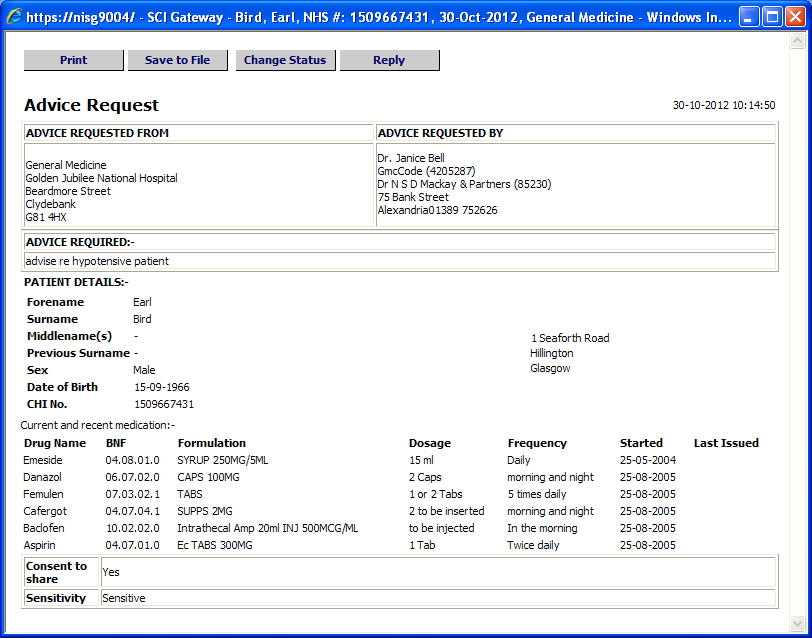 https://nisg9004/ - SCI Gateway - Bird, Earl, NHS #: 1509667431, 30-Oct-2012, General Medicine - Windows In...
Print Save to File Change Status Reply
Advice Request 30-10-2012 10:14:50
ADVICE REQUESTED FROM ADVICE REQUESTED BY
General Medicine
Golden Jubilee National Hospital
Beardmore Street
Clydebank
G81 4HX
Dr. Janice Bell
GmcCode (4205287)
Dr N S D Mackay & Partners (85230)
75 Bank Street
Alexandria01389 752626
ADVICE REQUIRED:-
advise re hypotensive patient
PATIENT DETAILS:-
Forename Earl
Surname Bird
Middlename(s) -
Previous Surname -
Sex Male
Date of Birth 15-09-1966
CHI No. 1509667431
1 Seaforth Road
Hillington
Glasgow
Current and recent medication:-
Drug Name BNF Formulation Dosage Frequency Started Last Issued
Emeside 04.08.01.0 SYRUP 250MG/5ML 15 ml Daily 25-05-2004
Danazol 06.07.02.0 CAPS 100MG 2 Caps morning and night 25-08-2005
Femulen 07.03.02.1 TABS 1 or 2 Tabs 5 times daily 25-08-2005
Cafergot 04.07.04.1 SUPPS 2MG 2 to be inserted morning and night 25-08-2005
Baclofen 10.02.02.0 Intrathecal Amp 20ml INJ 500MCG/ML to be injected In the morning 25-08-2005
Aspirin 04.07.01.0 Ec TABS 300MG 1 Tab Twice daily 25-08-2005
Consent to share Yes
Sensitivity Sensitive